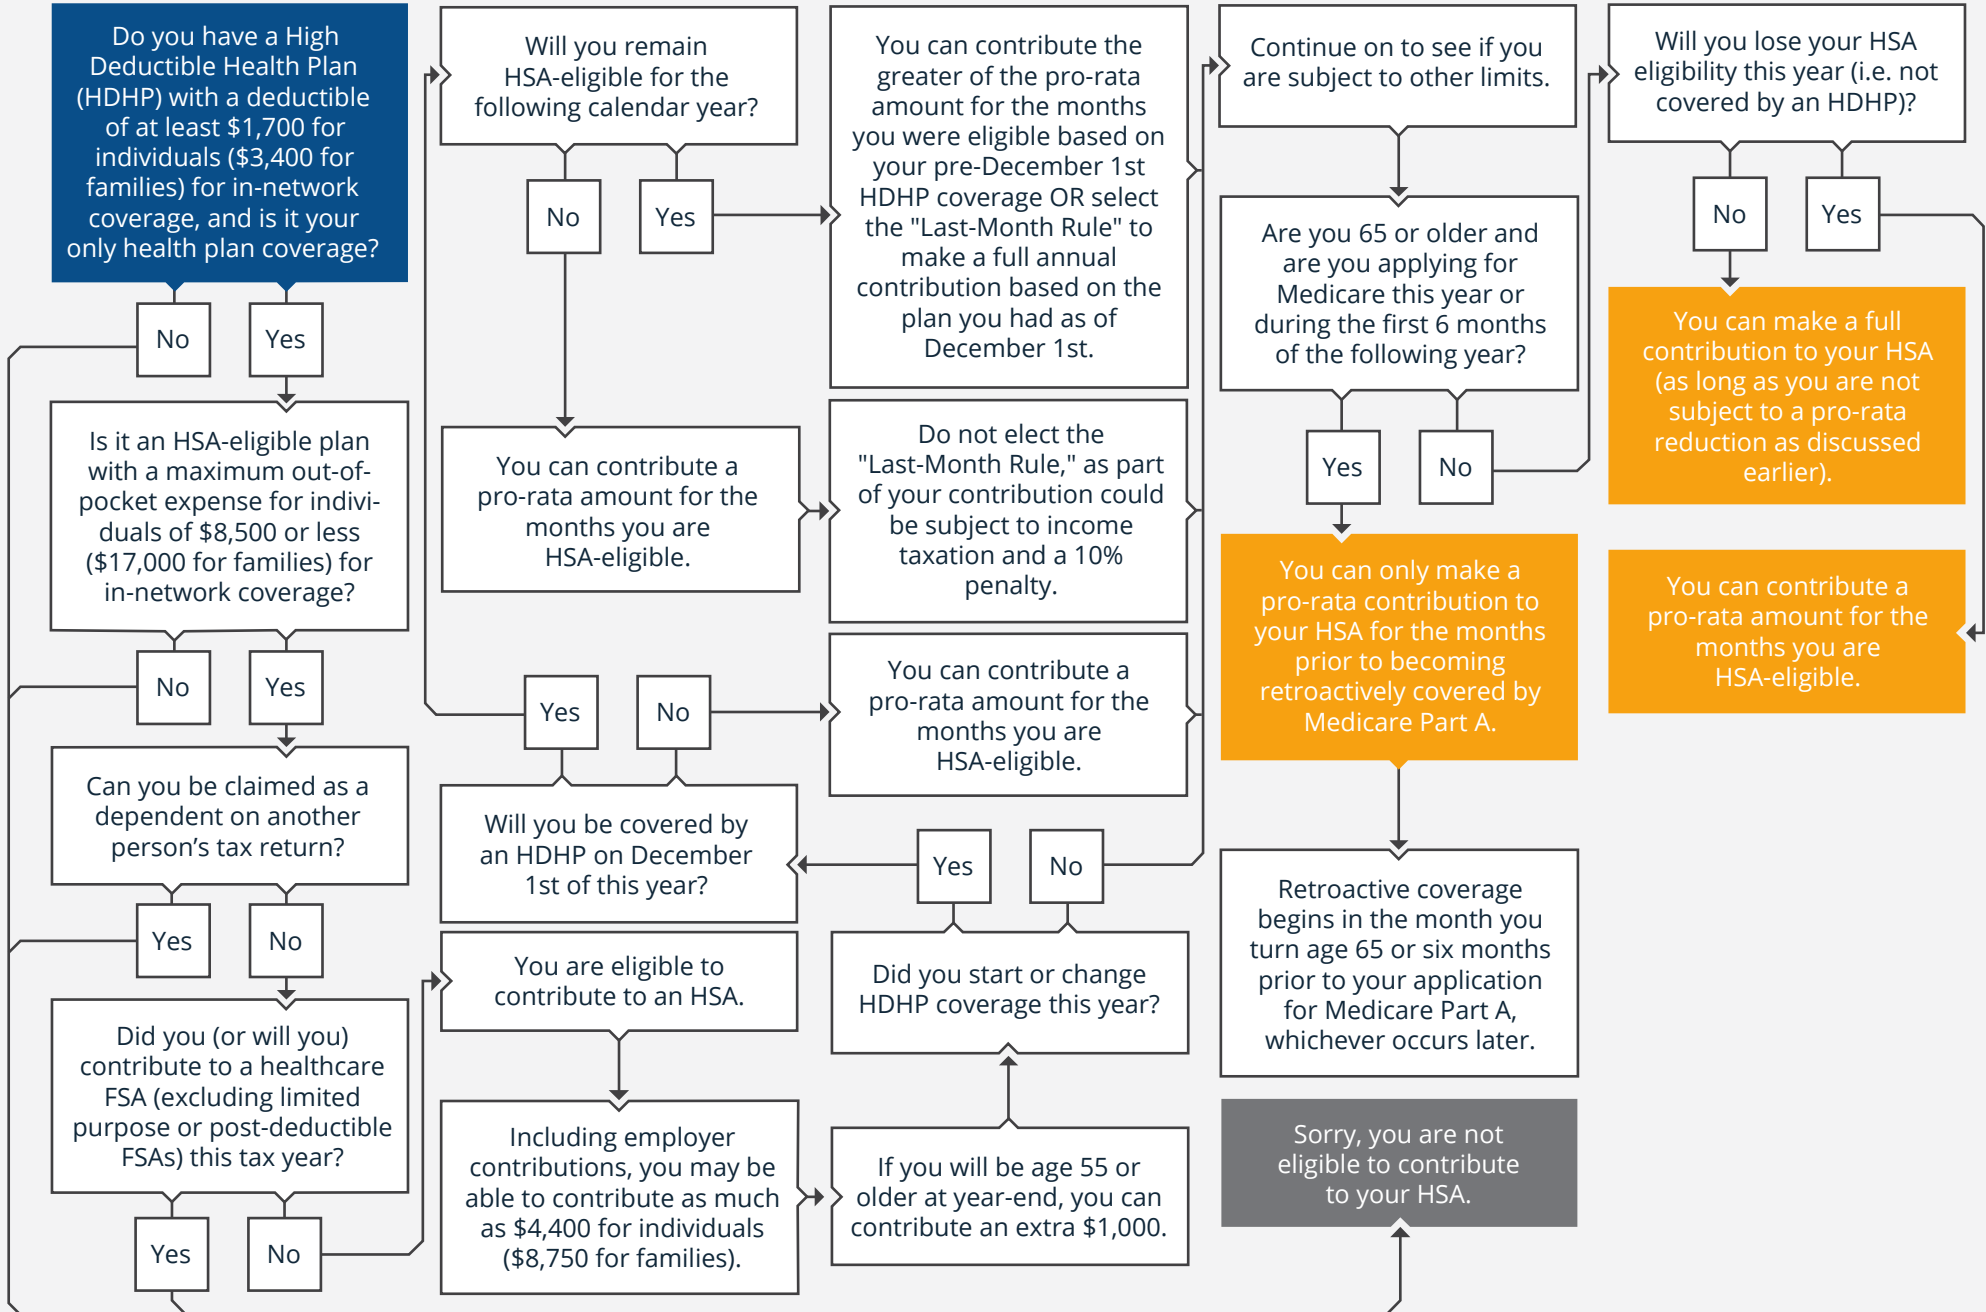 Do you have a High
Deductible Health Plan
(HDHP) with a deductible
of at least $1,700 for
individuals ($3,400 for
families) for in-network
coverage, and is it your
only health plan coverage?
No
Yes
Is it an HSA-eligible plan
with a maximum out-of-
pocket expense for indivi-
duals of $8,500 or less
($17,000 for families) for
in-network coverage?
No
Yes
Can you be claimed as a
dependent on another
person’s tax return?
Yes
No
Did you (or will you)
contribute to a healthcare
FSA (excluding limited
purpose or post-deductible
FSAs) this tax year?
Yes
No
You are eligible to
contribute to an HSA.
Including employer
contributions, you may be
able to contribute as much
as $4,400 for individuals
($8,750 for families).
If you will be age 55 or
older at year-end, you can
contribute an extra $1,000.
Did you start or change
HDHP coverage this year?
Yes
No
Will you be covered by
an HDHP on December
1st of this year?
Yes
No
You can contribute a
pro-rata amount for the
months you are
HSA-eligible.
Will you remain
HSA-eligible for the
following calendar year?
No
Yes
You can contribute the
greater of the pro-rata
amount for the months
you were eligible based on
your pre-December 1st
HDHP coverage OR select
the "Last-Month Rule" to
make a full annual
contribution based on the
plan you had as of
December 1st.
You can contribute a
pro-rata amount for the
months you are
HSA-eligible.
Do not elect the
"Last-Month Rule," as part
of your contribution could
be subject to income
taxation and a 10%
penalty.
Continue on to see if you
are subject to other limits.
Are you 65 or older and
are you applying for
Medicare this year or
during the first 6 months
of the following year?
Yes
No
You can only make a
pro-rata contribution to
your HSA for the months
prior to becoming
retroactively covered by
Medicare Part A.
Retroactive coverage
begins in the month you
turn age 65 or six months
prior to your application
for Medicare Part A,
whichever occurs later.
Sorry, you are not
eligible to contribute
to your HSA.
Will you lose your HSA
eligibility this year (i.e. not
covered by an HDHP)?
No
Yes
You can make a full
contribution to your HSA
(as long as you are not
subject to a pro-rata
reduction as discussed
earlier).
You can contribute a
pro-rata amount for the
months you are
HSA-eligible.